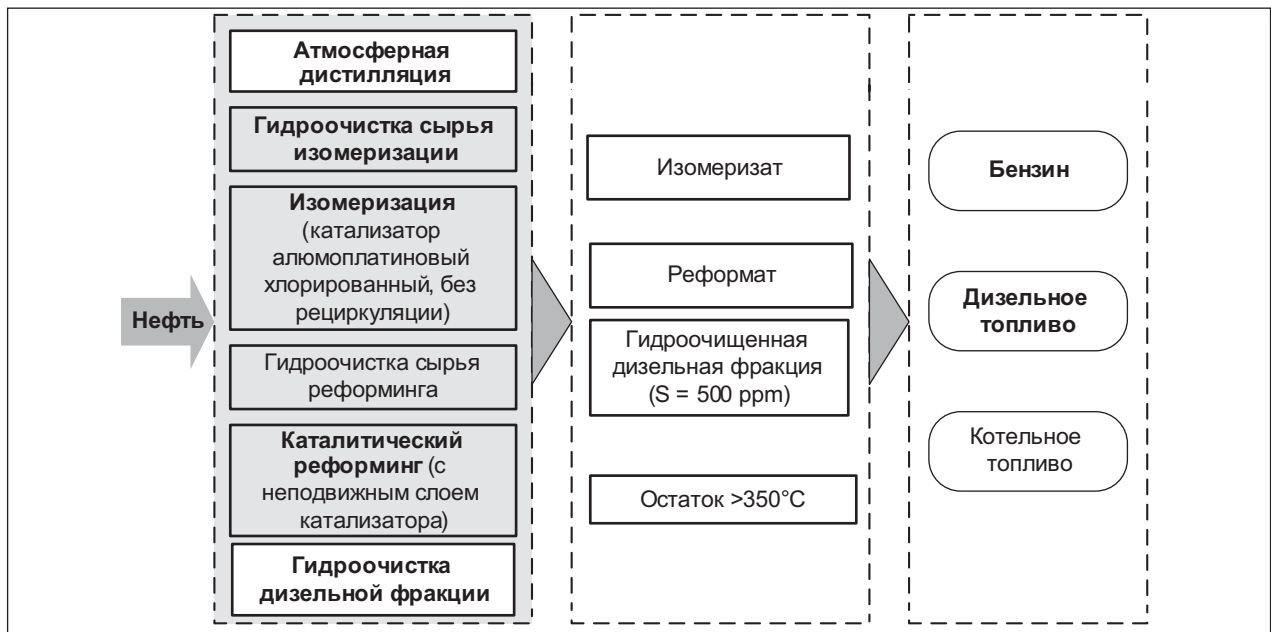 Нефть
Атмосферная
дистилляция
Гидроочистка сырья
изомеризации
Изомеризация
(катализатор
алюмоплатиновый
хлорированный, без
рециркуляции)
Гидроочистка сырья
реформинга
Каталитический
реформинг (с
неподвижным слоем
катализатора)
Гидроочистка
дизельной фракции
Изомеризат
Реформат
Гидроочищенная
дизельная фракция
(S = 500 ppm)
Остаток >350°C
Бензин
Дизельное
топливо
Котельное
топливо